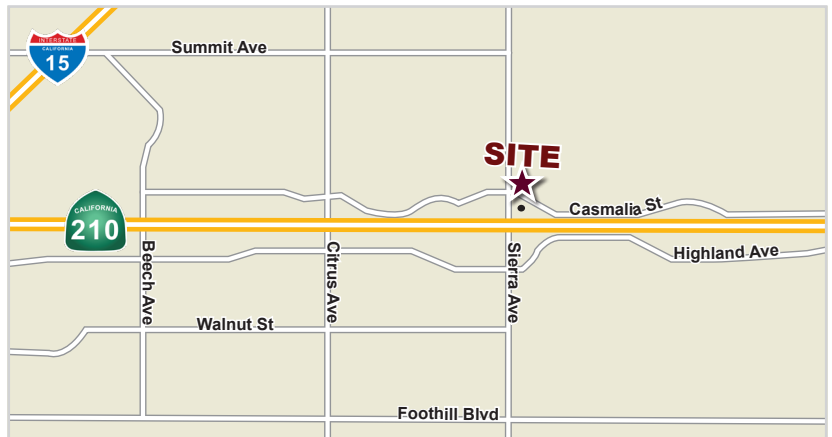 INTERSTATE
CALIFORNIA
15
Summit Ave
SITE
Casmalia St
CALIFORNIA
210
Beech Ave
Citrus Ave
Sierra Ave
Highland Ave
Walnut St
Foothill Blvd